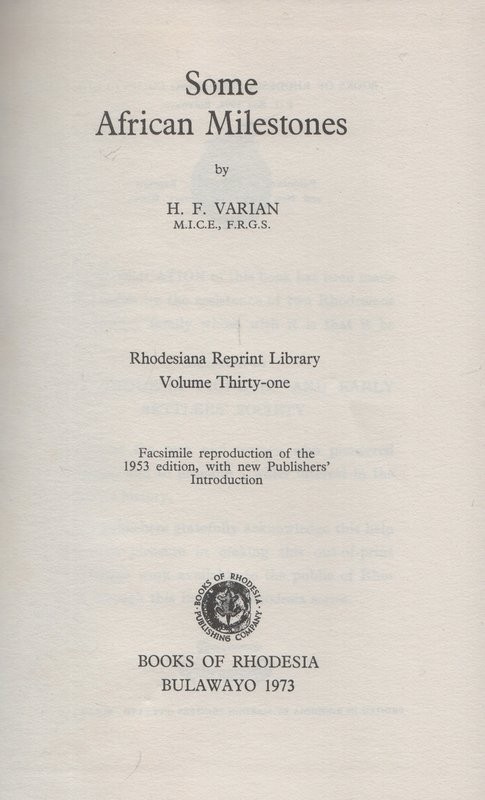 Some
African Milestones
by
H. F. VARIAN
M.I.C.E., F.R.G.S.
Rhodesiana Reprint Library
Volume Thirty-one
Facsimile reproduction of the
1953 edition, with new Publishers'
Introduction
BOOKS OF RHODESIA
PUBLISHING COMPANY
BOOKS OF RHODESIA
BULAWAYO 1973